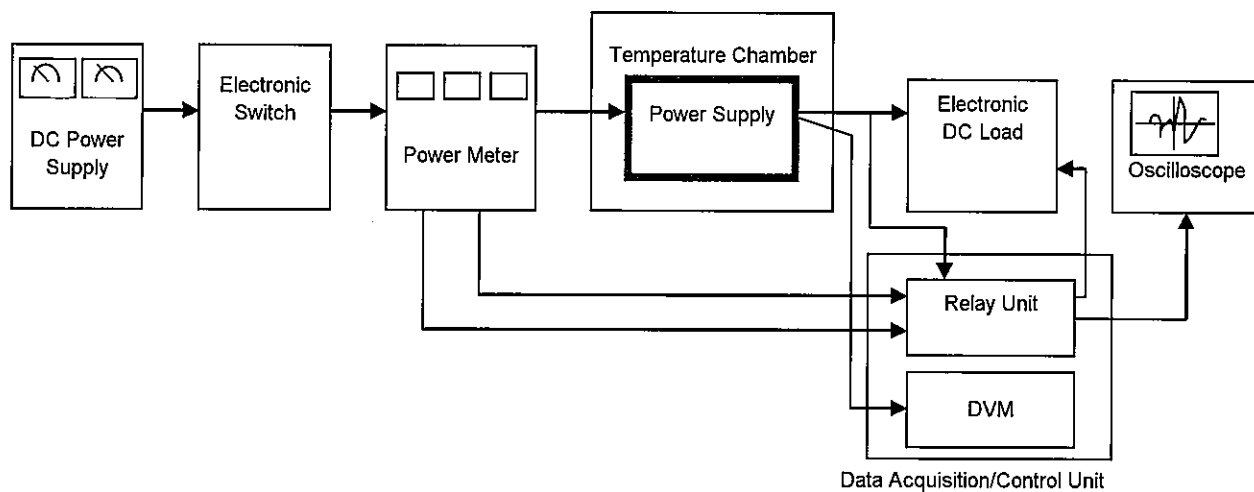 Temperature Chamber
Electronic
Switch
Power Supply
Electronic
DC Load
DC Power
Supply
Power Meter
Oscilloscope
Relay Unit
DVM
Data Acquisition/Control Unit